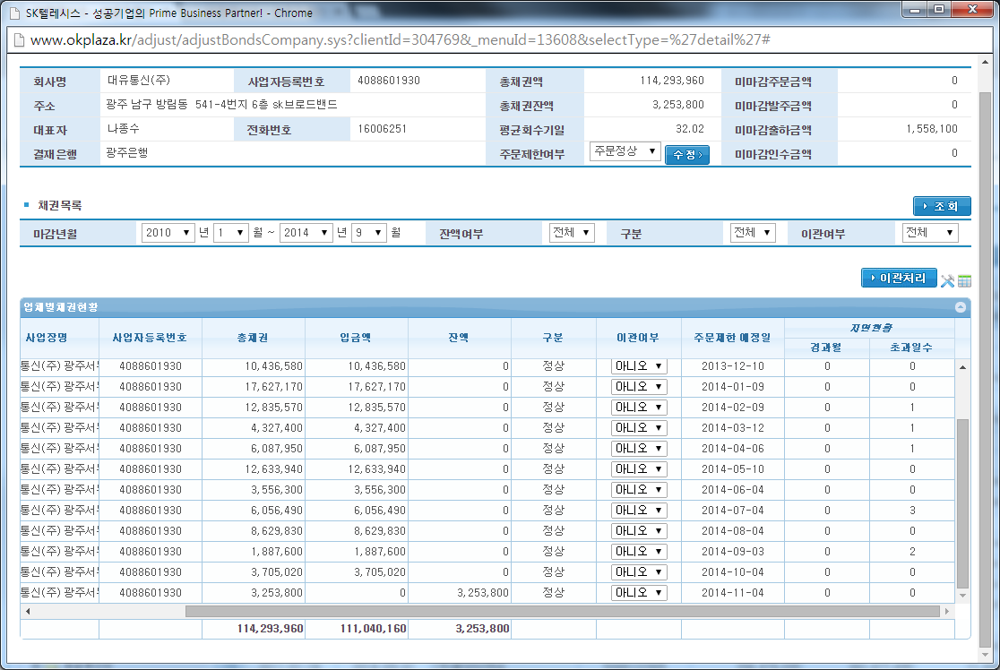 SK텔레시스 - 성공기업의 Prime Business Partner! - Chrome
www.okplaza.kr/adjust/adjustBondsCompany.sys?clientId=304769&_menuId=13608&selectType=%27detail%27#
회사명 대유통신(주) 사업자등록번호 4088601930 총채권액 114,293,960 미마감주문금액 0
주소 광주 남구 방림동 541-4번지 6층 sk브로드밴드 총채권잔액 3,253,800 미마감발주금액 0
대표자 나종수 전화번호 16006251 평균회수기일 32.02 미마감출하금액 1,558,100
결재은행 광주은행 주문제한여부 주문정상 수정 미마감인수금액 0
채권목록 조회
마감년월 2010 년 1 월 ~ 2014 년 9 월 잔액여부 전체 구분 전체 이관여부 전체
이관처리
업체별채권현황
사업장명 사업자등록번호 총채권 입금액 잔액 구분 이관여부 주문제한 예정일 지연현황
경과월 초과일수
통신(주) 광주서 4088601930 10,436,580 10,436,580 0 정상 아니오 2013-12-10 0 0
통신(주) 광주서 4088601930 17,627,170 17,627,170 0 정상 아니오 2014-01-09 0 0
통신(주) 광주서 4088601930 12,835,570 12,835,570 0 정상 아니오 2014-02-09 0 1
통신(주) 광주서 4088601930 4,327,400 4,327,400 0 정상 아니오 2014-03-12 0 1
통신(주) 광주서 4088601930 6,087,950 6,087,950 0 정상 아니오 2014-04-06 0 1
통신(주) 광주서 4088601930 12,633,940 12,633,940 0 정상 아니오 2014-05-10 0 0
통신(주) 광주서 4088601930 3,556,300 3,556,300 0 정상 아니오 2014-06-04 0 0
통신(주) 광주서 4088601930 6,056,490 6,056,490 0 정상 아니오 2014-07-04 0 3
통신(주) 광주서 4088601930 8,629,830 8,629,830 0 정상 아니오 2014-08-04 0 0
통신(주) 광주서 4088601930 1,887,600 1,887,600 0 정상 아니오 2014-09-03 0 2
통신(주) 광주서 4088601930 3,705,020 3,705,020 0 정상 아니오 2014-10-04 0 0
통신(주) 광주서 4088601930 3,253,800 0 3,253,800 정상 아니오 2014-11-04 0 0
114,293,960 111,040,160 3,253,800